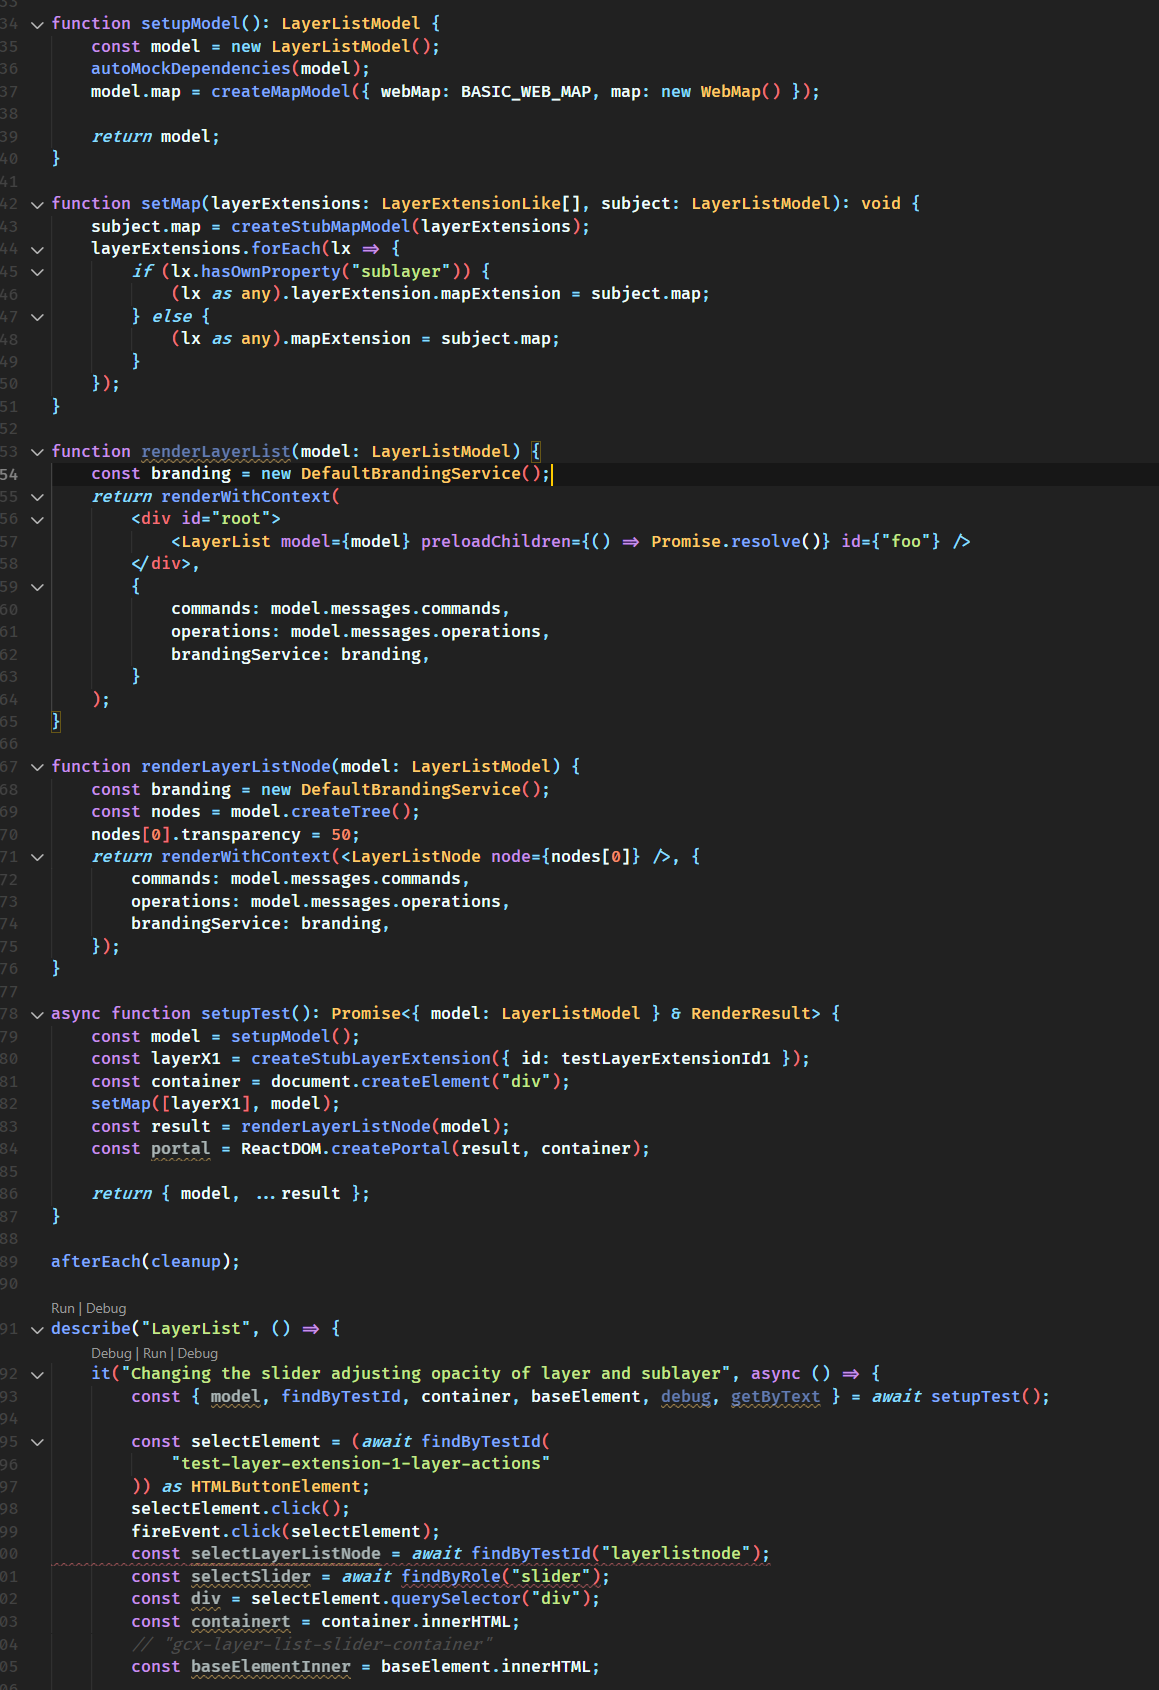 33
34 function setupModel(): LayerListModel {
35 const model = new LayerListModel();
36 autoMockDependencies(model);
37 model.map = createMapModel({ webMap: BASIC_WEB_MAP, map: new WebMap() });
38
39 return model;
40 }
41
42 function setMap(layerExtensions: LayerExtensionLike[], subject: LayerListModel): void {
43 subject.map = createStubMapModel(layerExtensions);
44 layerExtensions.forEach(lx => {
45 if (lx.hasOwnProperty("sublayer")) {
46 (lx as any).layerExtension.mapExtension = subject.map;
47 } else {
48 (lx as any).mapExtension = subject.map;
49 }
50 });
51 }
52
53 function renderLayerList(model: LayerListModel) {
54 const branding = new DefaultBrandingService();
55 return renderWithContext(
56 <div id="root">
57 <LayerList model={model} preloadChildren={() => Promise.resolve()} id={"foo"} />
58 </div>,
59 {
60 commands: model.messages.commands,
61 operations: model.messages.operations,
62 brandingService: branding,
63 }
64 );
65 }
66
67 function renderLayerListNode(model: LayerListModel) {
68 const branding = new DefaultBrandingService();
69 const nodes = model.createTree();
70 nodes[0].transparency = 50;
71 return renderWithContext(<LayerListNode node={nodes[0]} />, {
72 commands: model.messages.commands,
73 operations: model.messages.operations,
74 brandingService: branding,
75 });
76 }
77
78 async function setupTest(): Promise<{ model: LayerListModel } & RenderResult> {
79 const model = setupModel();
80 const layerX1 = createStubLayerExtension({ id: testLayerExtensionId1 });
81 const container = document.createElement("div");
82 setMap([layerX1], model);
83 const result = renderLayerListNode(model);
84 const portal = ReactDOM.createPortal(result, container);
85
86 return { model, ...result };
87 }
88
89 afterEach(cleanup);
90
Run | Debug
91 describe("LayerList", () => {
Debug | Run | Debug
92 it("Changing the slider adjusting opacity of layer and sublayer", async () => {
93 const { model, findByTestId, container, baseElement, debug, getByText } = await setupTest();
94
95 const selectElement = (await findByTestId(
96 "test-layer-extension-1-layer-actions"
97 )) as HTMLButtonElement;
98 selectElement.click();
99 fireEvent.click(selectElement);
00 const selectLayerListNode = await findByTestId("layerlistnode");
01 const selectSlider = await findByRole("slider");
02 const div = selectElement.querySelector("div");
03 const containert = container.innerHTML;
04 // "gcx-layer-list-slider-container"
05 const baseElementInner = baseElement.innerHTML;
06